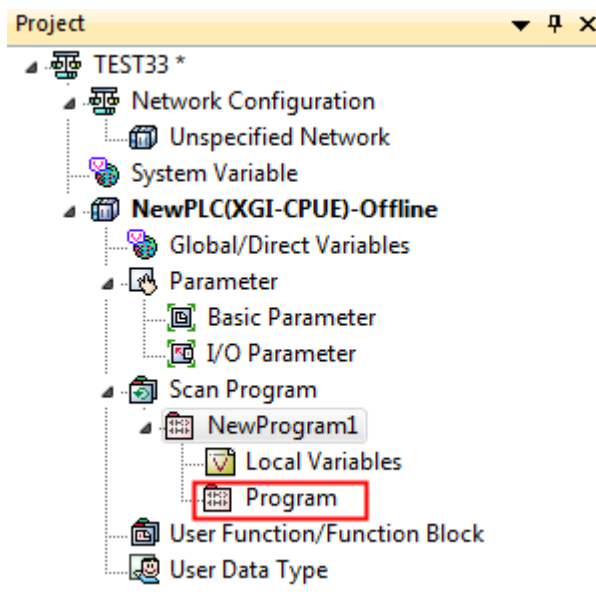 Project
TEST33 *
Network Configuration
Unspecified Network
System Variable
NewPLC(XGI-CPUE)-Offline
Global/Direct Variables
Parameter
Basic Parameter
I/O Parameter
Scan Program
NewProgram1
Local Variables
Program
User Function/Function Block
User Data Type